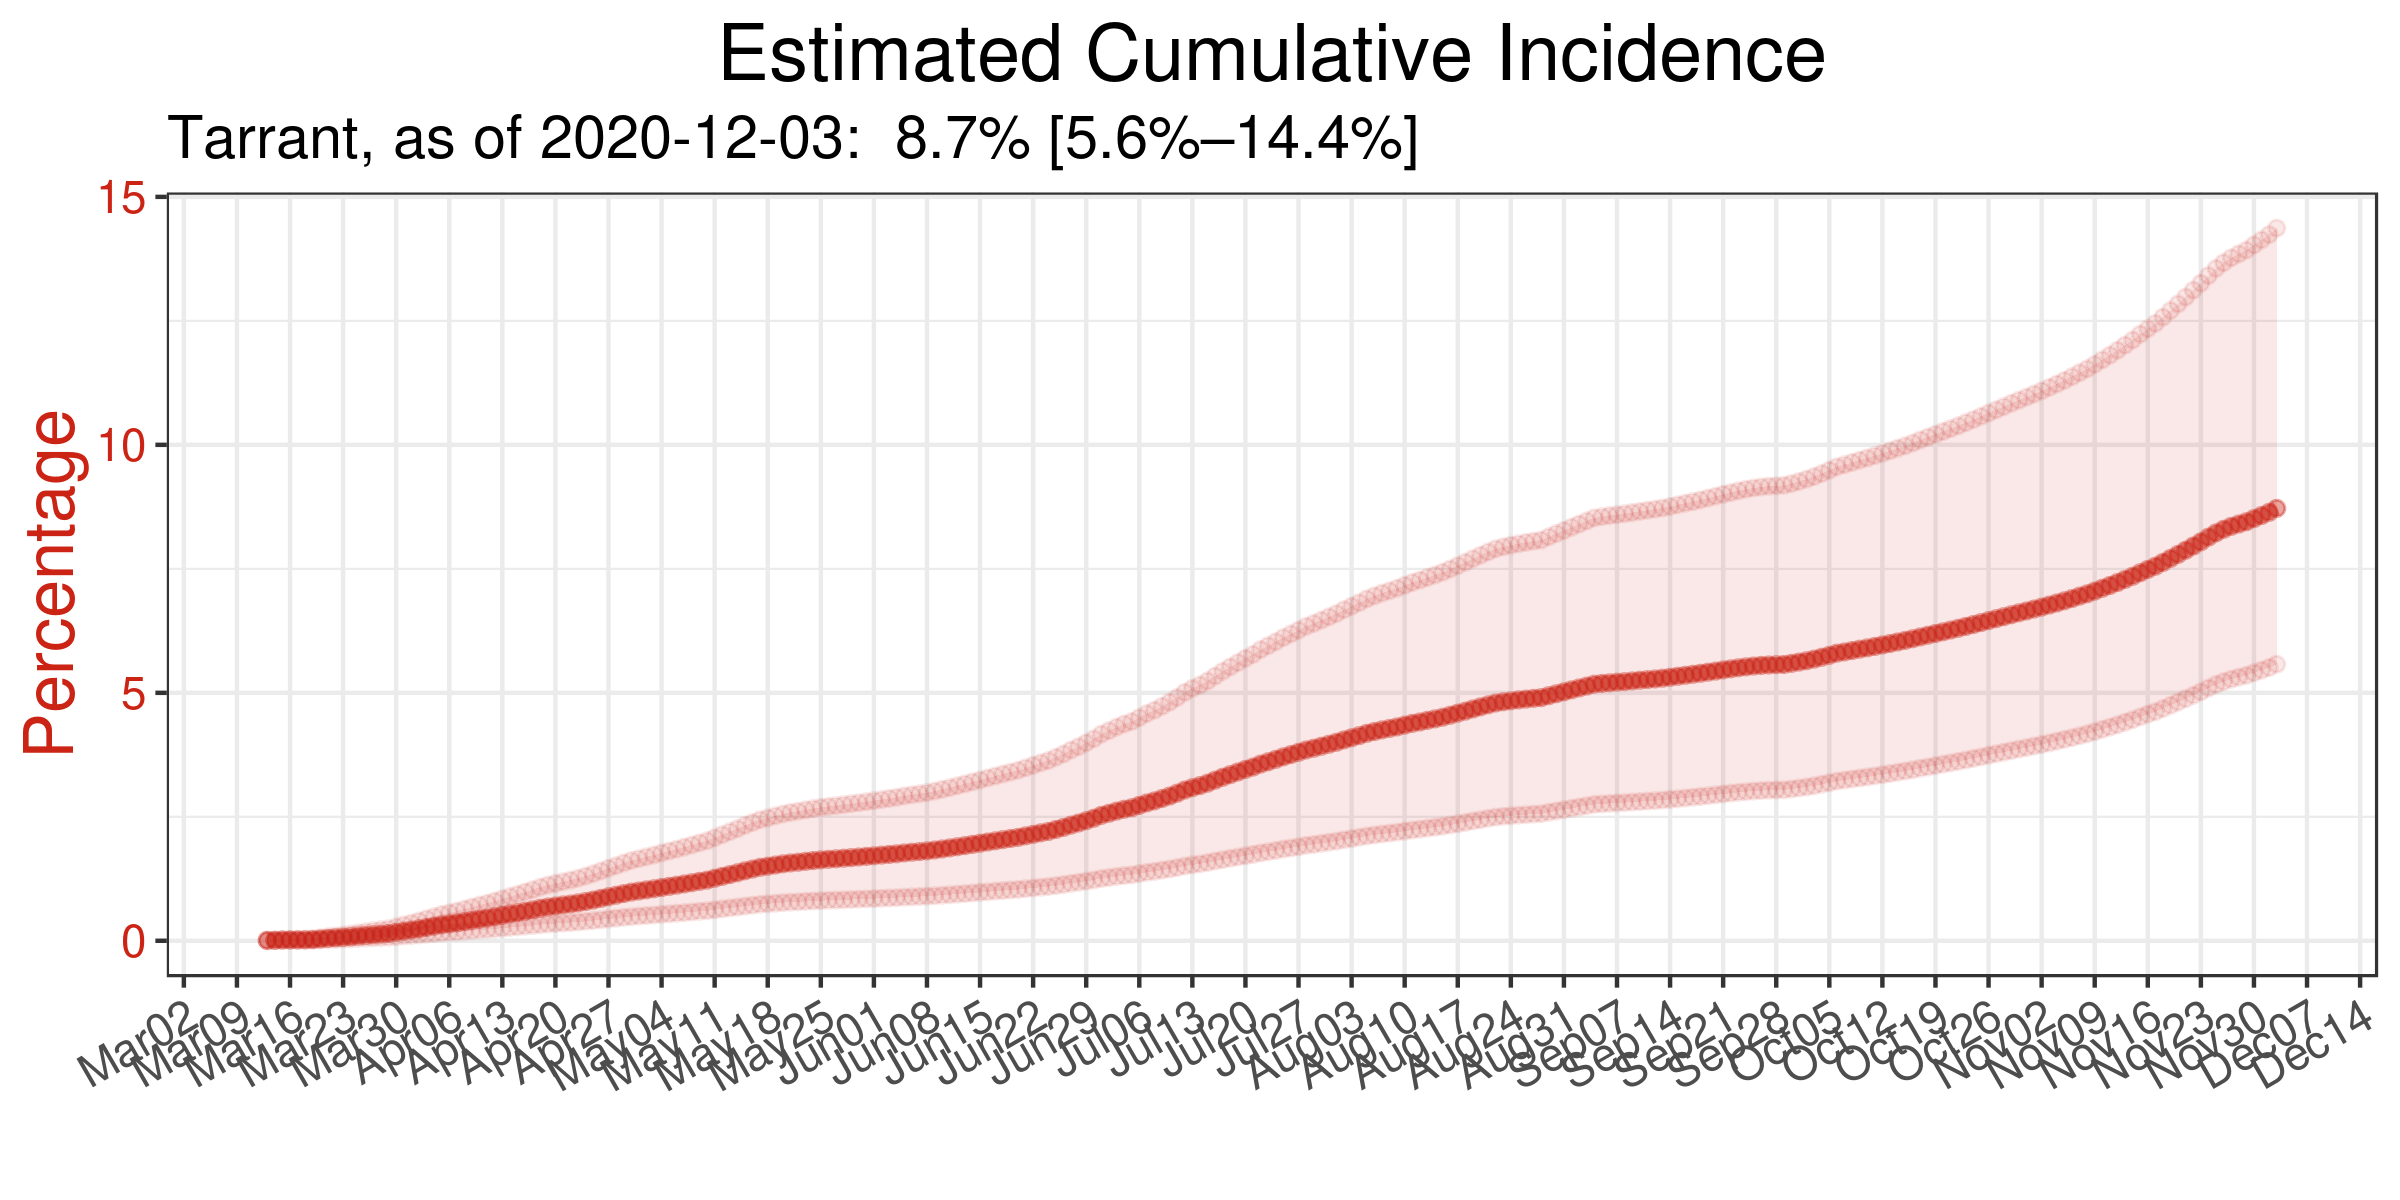 Estimated Cumulative Incidence
Tarrant, as of 2020-12-03:  8.7% [5.6%–14.4%]
Percentage
15
10
5
0
Mar02
Mar09
Mar16
Mar23
Mar30
Apr06
Apr13
Apr20
Apr27
May04
May11
May18
May25
Jun01
Jun08
Jun15
Jun22
Jun29
Jul06
Jul13
Jul20
Jul27
Aug03
Aug10
Aug17
Aug24
Aug31
Sep07
Sep14
Sep21
Sep28
Oct05
Oct12
Oct19
Oct26
Nov02
Nov09
Nov16
Nov23
Nov30
Dec07
Dec14